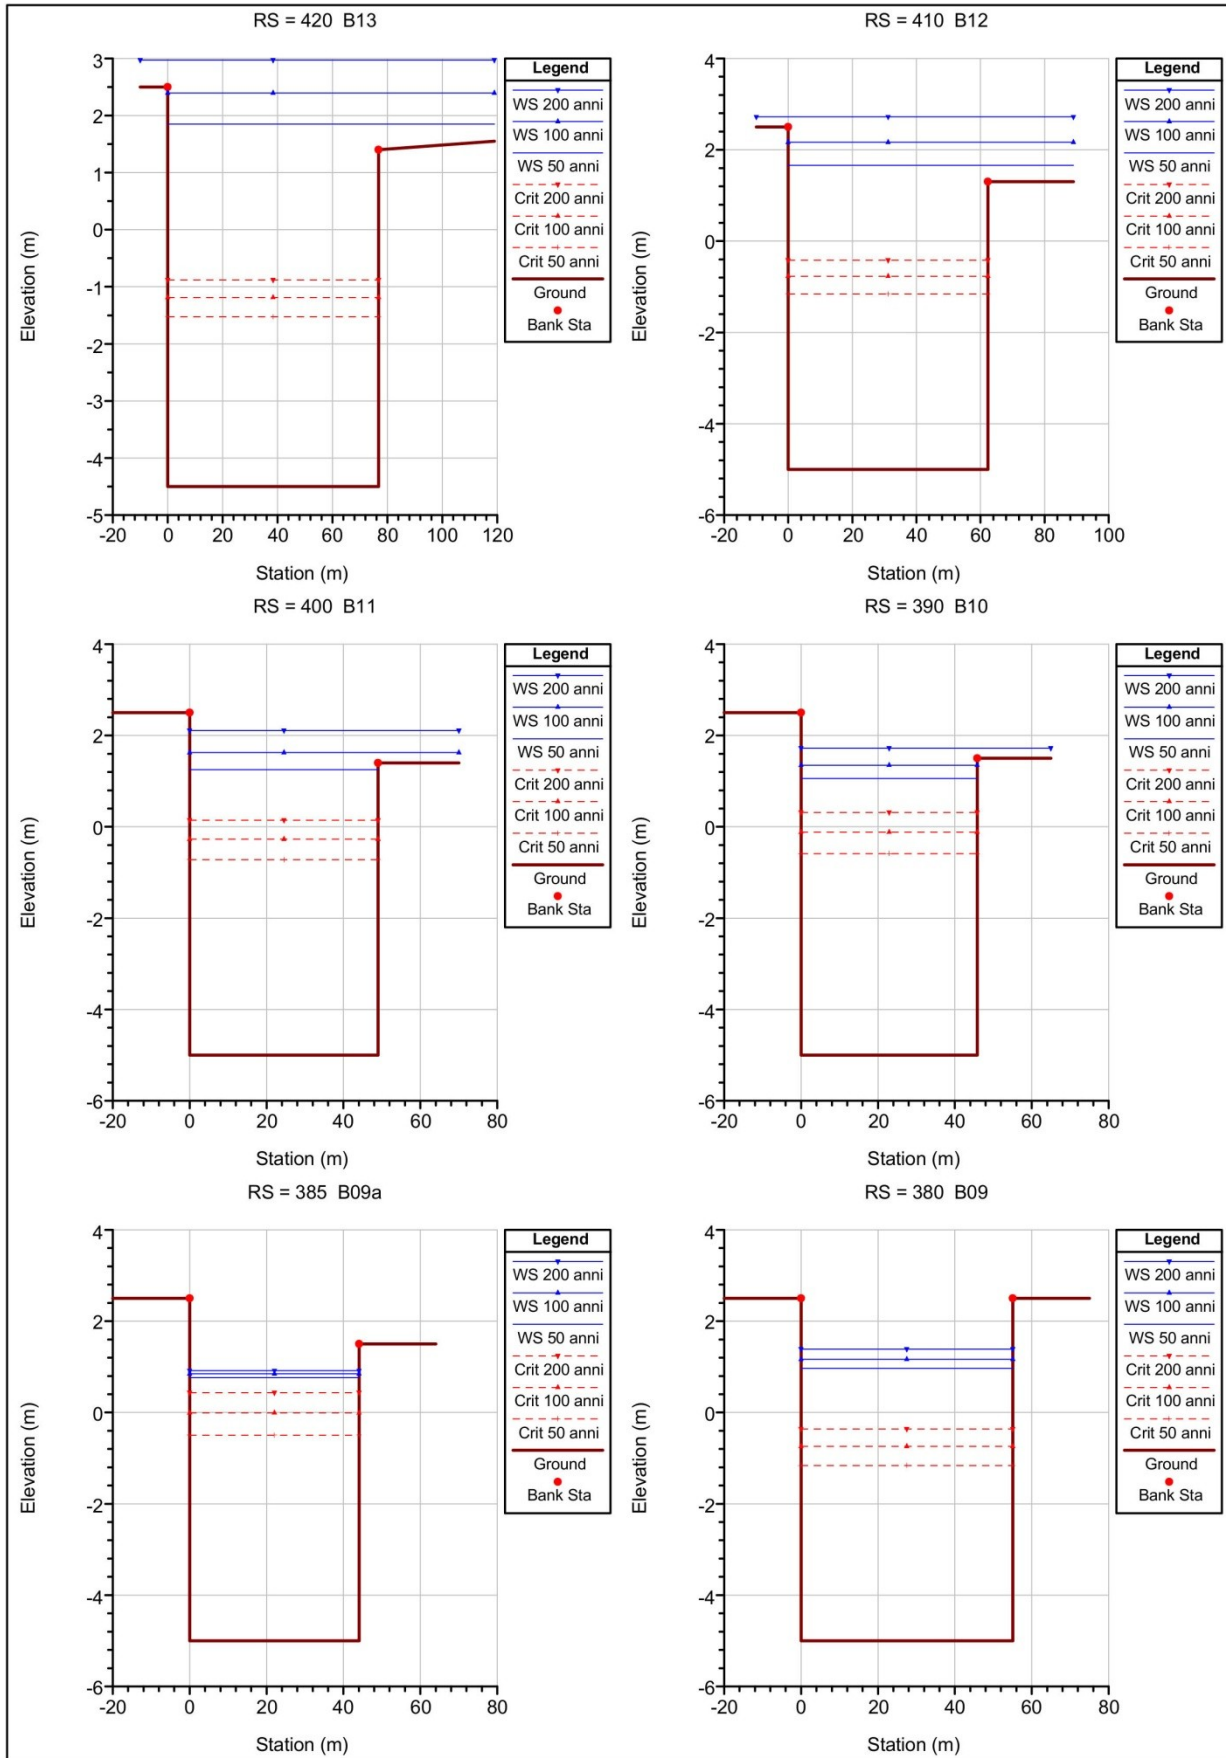 RS = 420 B13
3
2
1
0
-1
-2
-3
-4
-5
Elevation (m)
-20 0 20 40 60 80 100 120
Station (m)
Legend
WS 200 anni
WS 100 anni
WS 50 anni
Crit 200 anni
Crit 100 anni
Crit 50 anni
Ground
Bank Sta
RS = 410 B12
4
2
0
-2
-4
-6
Elevation (m)
-20 0 20 40 60 80 100
Station (m)
Legend
WS 200 anni
WS 100 anni
WS 50 anni
Crit 200 anni
Crit 100 anni
Crit 50 anni
Ground
Bank Sta
RS = 400 B11
4
2
0
-2
-4
-6
Elevation (m)
-20 0 20 40 60 80
Station (m)
Legend
WS 200 anni
WS 100 anni
WS 50 anni
Crit 200 anni
Crit 100 anni
Crit 50 anni
Ground
Bank Sta
RS = 390 B10
4
2
0
-2
-4
-6
Elevation (m)
-20 0 20 40 60 80
Station (m)
Legend
WS 200 anni
WS 100 anni
WS 50 anni
Crit 200 anni
Crit 100 anni
Crit 50 anni
Ground
Bank Sta
RS = 385 B09a
4
2
0
-2
-4
-6
Elevation (m)
-20 0 20 40 60 80
Station (m)
Legend
WS 200 anni
WS 100 anni
WS 50 anni
Crit 200 anni
Crit 100 anni
Crit 50 anni
Ground
Bank Sta
RS = 380 B09
4
2
0
-2
-4
-6
Elevation (m)
-20 0 20 40 60 80
Station (m)
Legend
WS 200 anni
WS 100 anni
WS 50 anni
Crit 200 anni
Crit 100 anni
Crit 50 anni
Ground
Bank Sta